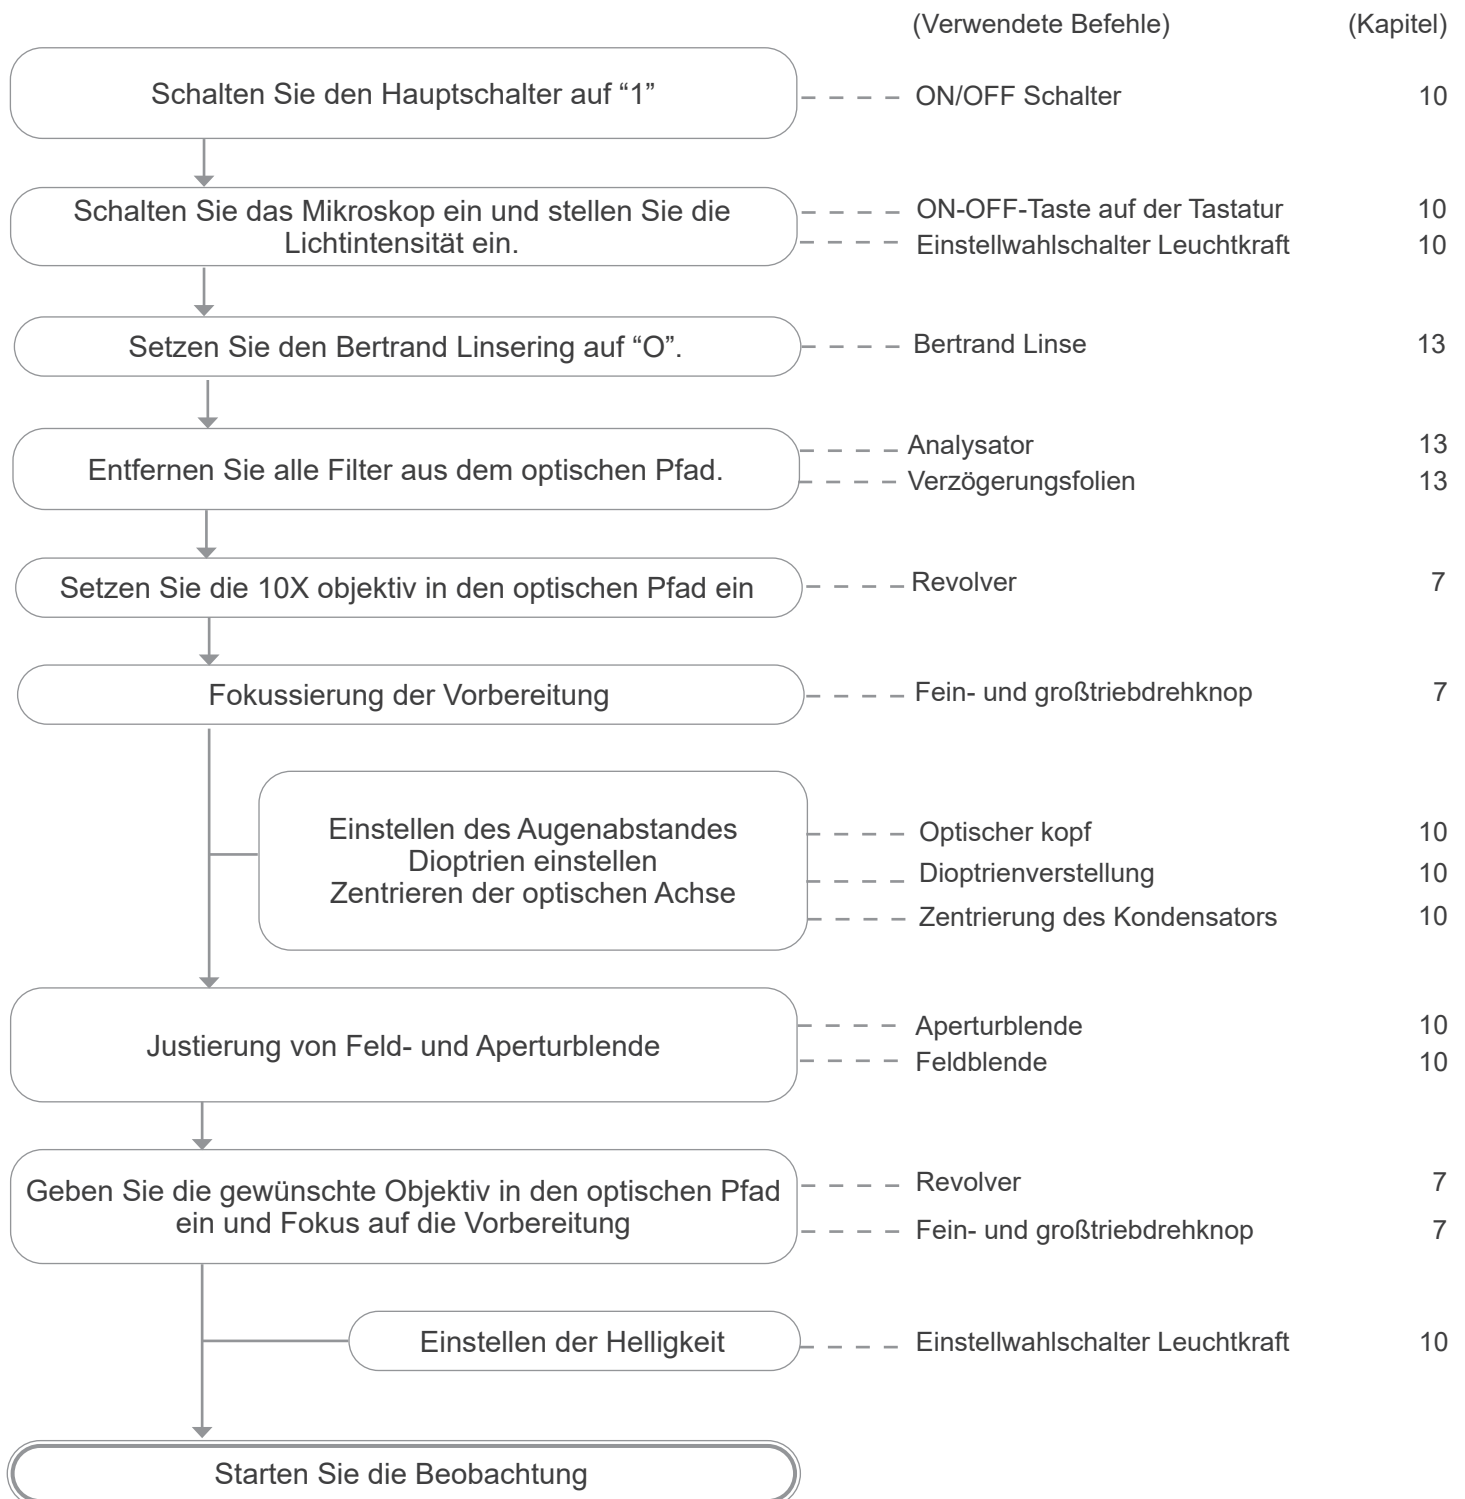 (Verwendete Befehle) (Kapitel)
Schalten Sie den Hauptschalter auf “1” ON/OFF Schalter 10
Schalten Sie das Mikroskop ein und stellen Sie die
Lichtintensität ein.
ON-OFF-Taste auf der Tastatur 10
Einstellwahlschalter Leuchtkraft 10
Setzen Sie den Bertrand Linsering auf “O”. Bertrand Linse 13
Entfernen Sie alle Filter aus dem optischen Pfad.
Analysator 13
Verzögerungsfolien 13
Setzen Sie die 10X objektiv in den optischen Pfad ein Revolver 7
Fokussierung der Vorbereitung Fein- und großtriebdrehknop 7
Einstellen des Augenabstandes
Dioptrien einstellen
Zentrieren der optischen Achse
Optischer kopf 10
Dioptrienverstellung 10
Zentrierung des Kondensators 10
Justierung von Feld- und Aperturblende
Aperturblende 10
Feldblende 10
Geben Sie die gewünschte Objektiv in den optischen Pfad
ein und Fokus auf die Vorbereitung
Revolver 7
Fein- und großtriebdrehknop 7
Einstellen der Helligkeit Einstellwahlschalter Leuchtkraft 10
Starten Sie die Beobachtung